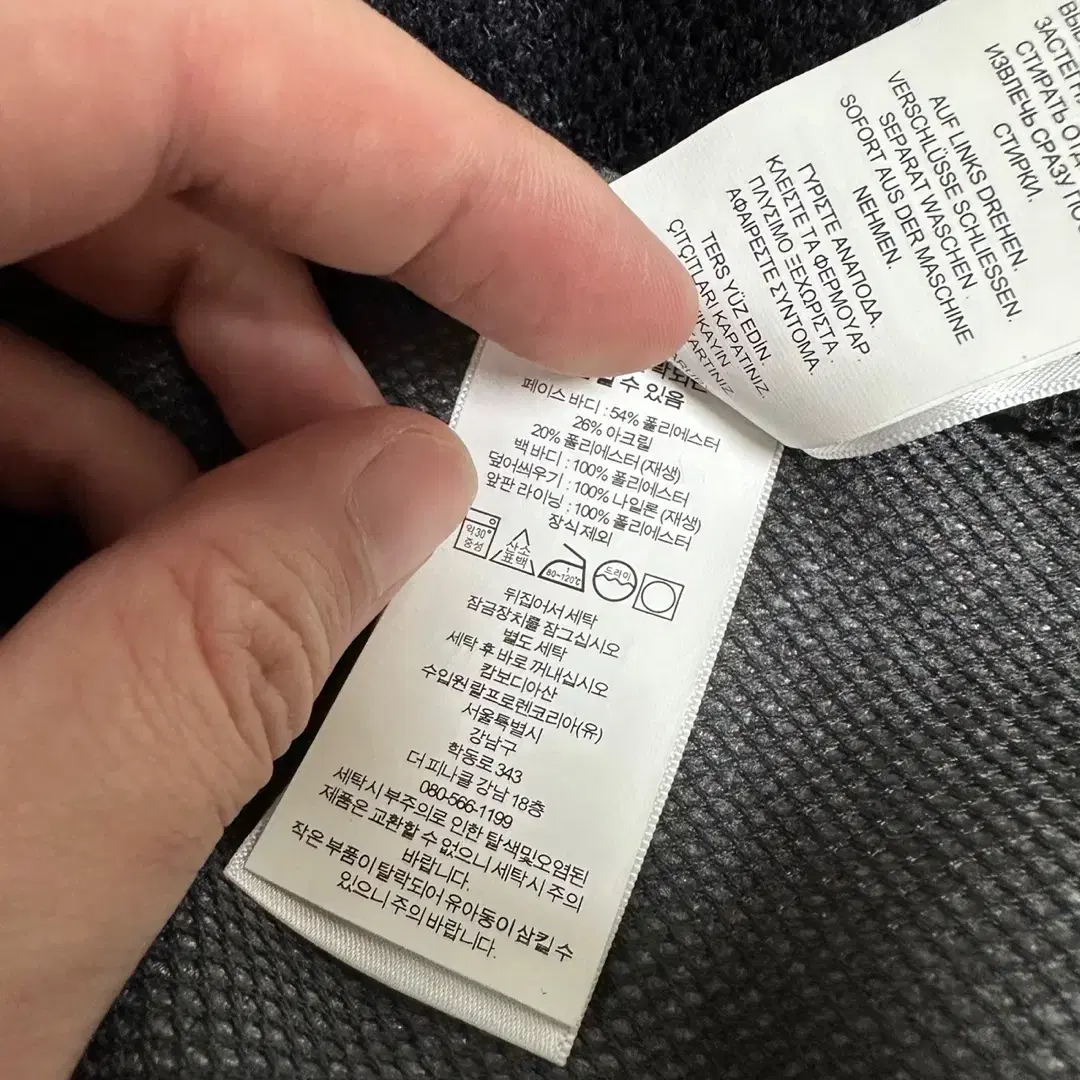 ЗАСТЕГН
СТИРАТЬ ОТД
ИЗВЛЕЧЬ СРАЗУ ПОС
СТИРКИ.
AUF LINKS DREHEN.
VERSCHLÜSSE SCHLIESSEN.
SEPARAT WASCHEN
SOFORT AUS DER MASCHINE
NEHMEN.
ΓΥΡΙΣΤΕ ΑΝΑΠΟΔΑ.
ΚΛΕΙΣΤΕ ΤΑ ΦΕΡΜΟΥΑΡ
ΠΛΥΣΙΜΟ ΞΕΧΩΡΙΣΤΑ
ΑΦΑΙΡΕΣΤΕ ΣΥΝΤΟΜΑ
TERS YÜZ EDIN.
ÇITÇITLARI KAPATINIZ.
수 있음
페이스 바디 : 54% 폴리에스터
26% 아크릴
20% 폴리에스터 (재생)
백 바디 : 100% 폴리에스터
덮어씌우기 : 100% 나일론 (재생)
앞판 라이닝 : 100% 폴리에스터
장식 제외
약30°
중성
산소
표백
1
80~120℃
드라이
뒤집어서 세탁
잠금장치를 잠그십시오
별도 세탁
세탁 후 바로 꺼내십시오
캄보디아산
수입원 랄프로렌코리아(유)
서울특별시
강남구
학동로 343
더 피나클 강남 18층
080-566-1199
세탁시 부주의로 인한 탈색및오염된
제품은 교환할 수 없으니 세탁시 주의
바랍니다.
작은 부품이 탈락되어 유아동이 삼킬 수
있으니 주의 바랍니다.